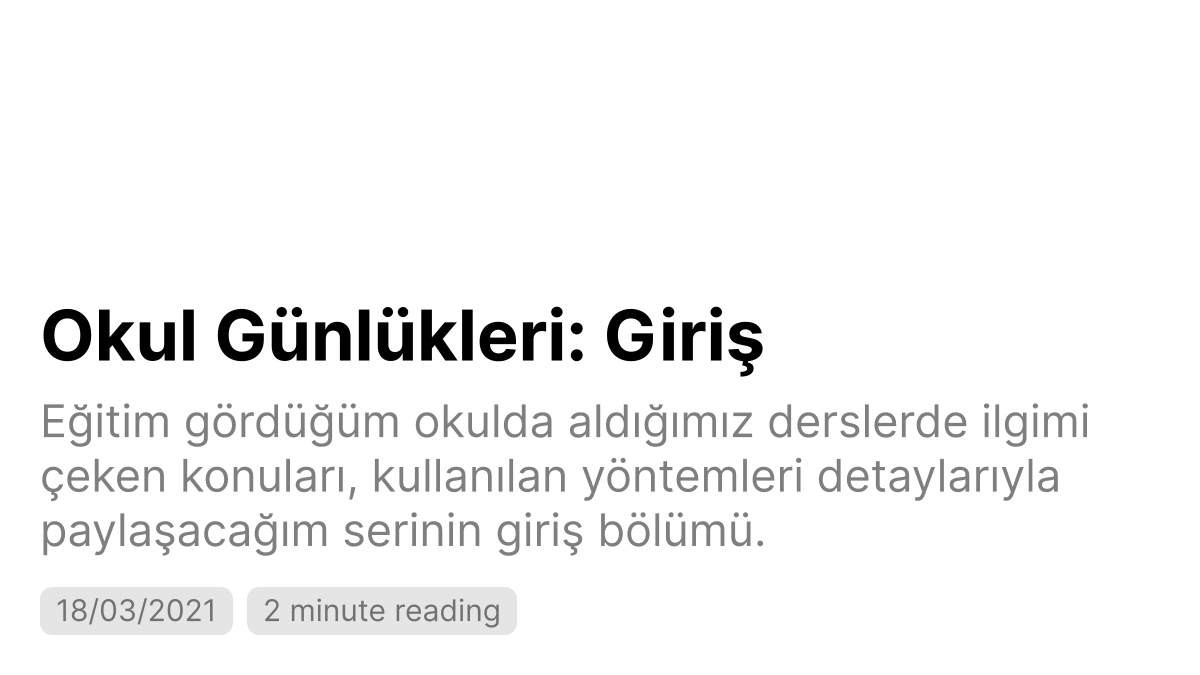 Okul Günlükleri: Giriş
Eğitim gördüğüm okulda aldığımız derslerde ilgimi
çeken konuları, kullanılan yöntemleri detaylarıyla
paylaşacağım serinin giriş bölümü.
18/03/2021 2 minute reading